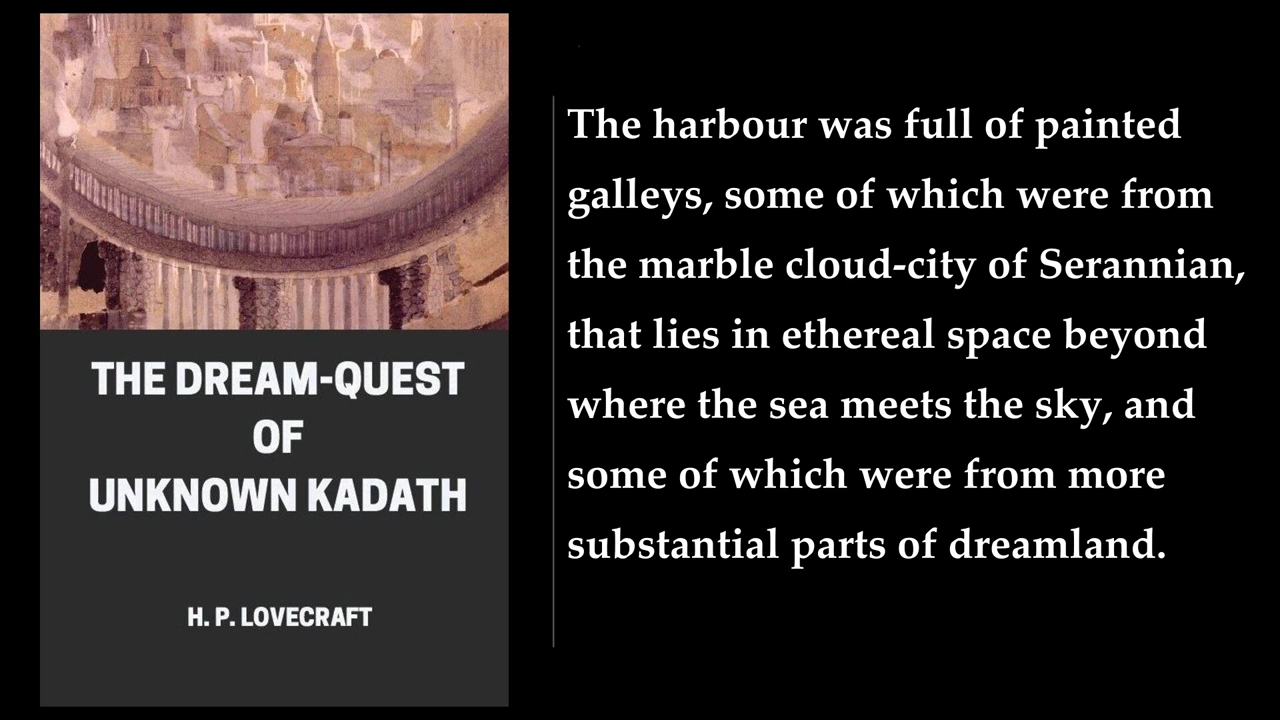 THE DREAM-QUEST
OF
UNKNOWN KADATH
H. P. LOVECRAFT
The harbour was full of painted
galleys, some of which were from
the marble cloud-city of Serannian,
that lies in ethereal space beyond
where the sea meets the sky, and
some of which were from more
substantial parts of dreamland.